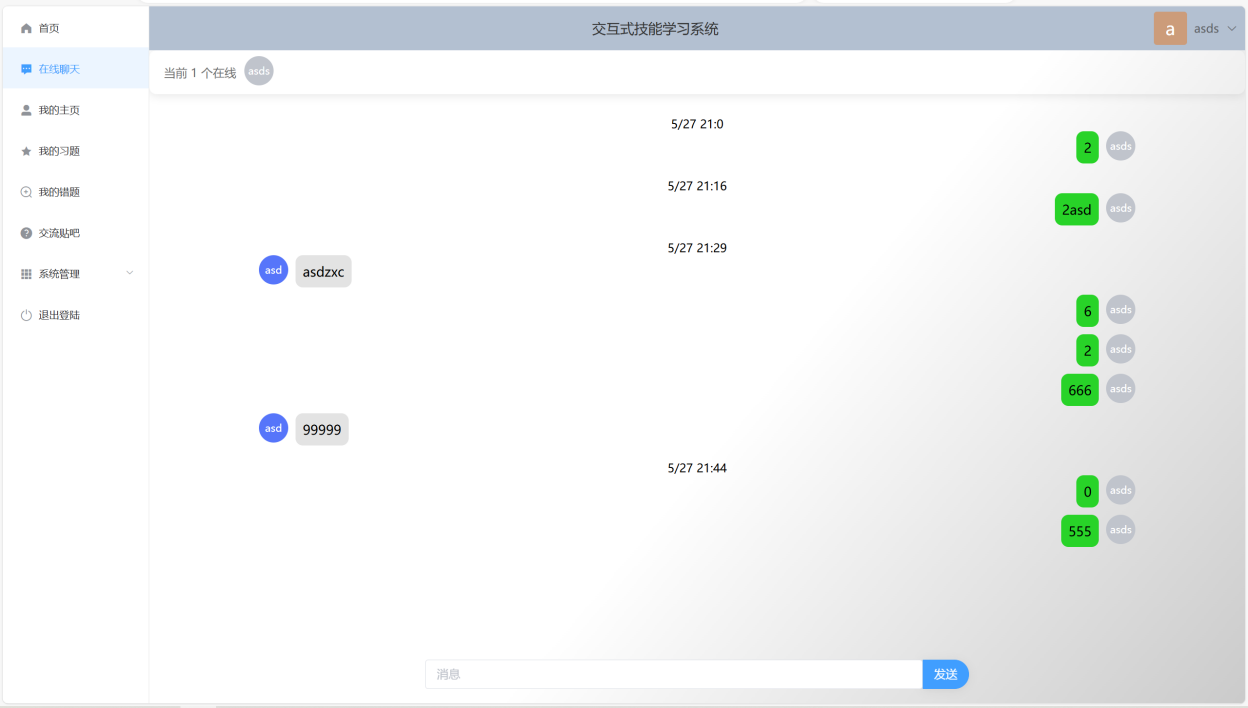 首页
在线聊天
我的主页
我的习题
我的错题
交流贴吧
系统管理
退出登陆
交互式技能学习系统
a asds
当前 1 个在线 asds
5/27 21:0
2 asds
5/27 21:16
2asd asds
5/27 21:29
asd asdzxc
6 asds
2 asds
666 asds
asd 99999
5/27 21:44
0 asds
555 asds
消息 发送